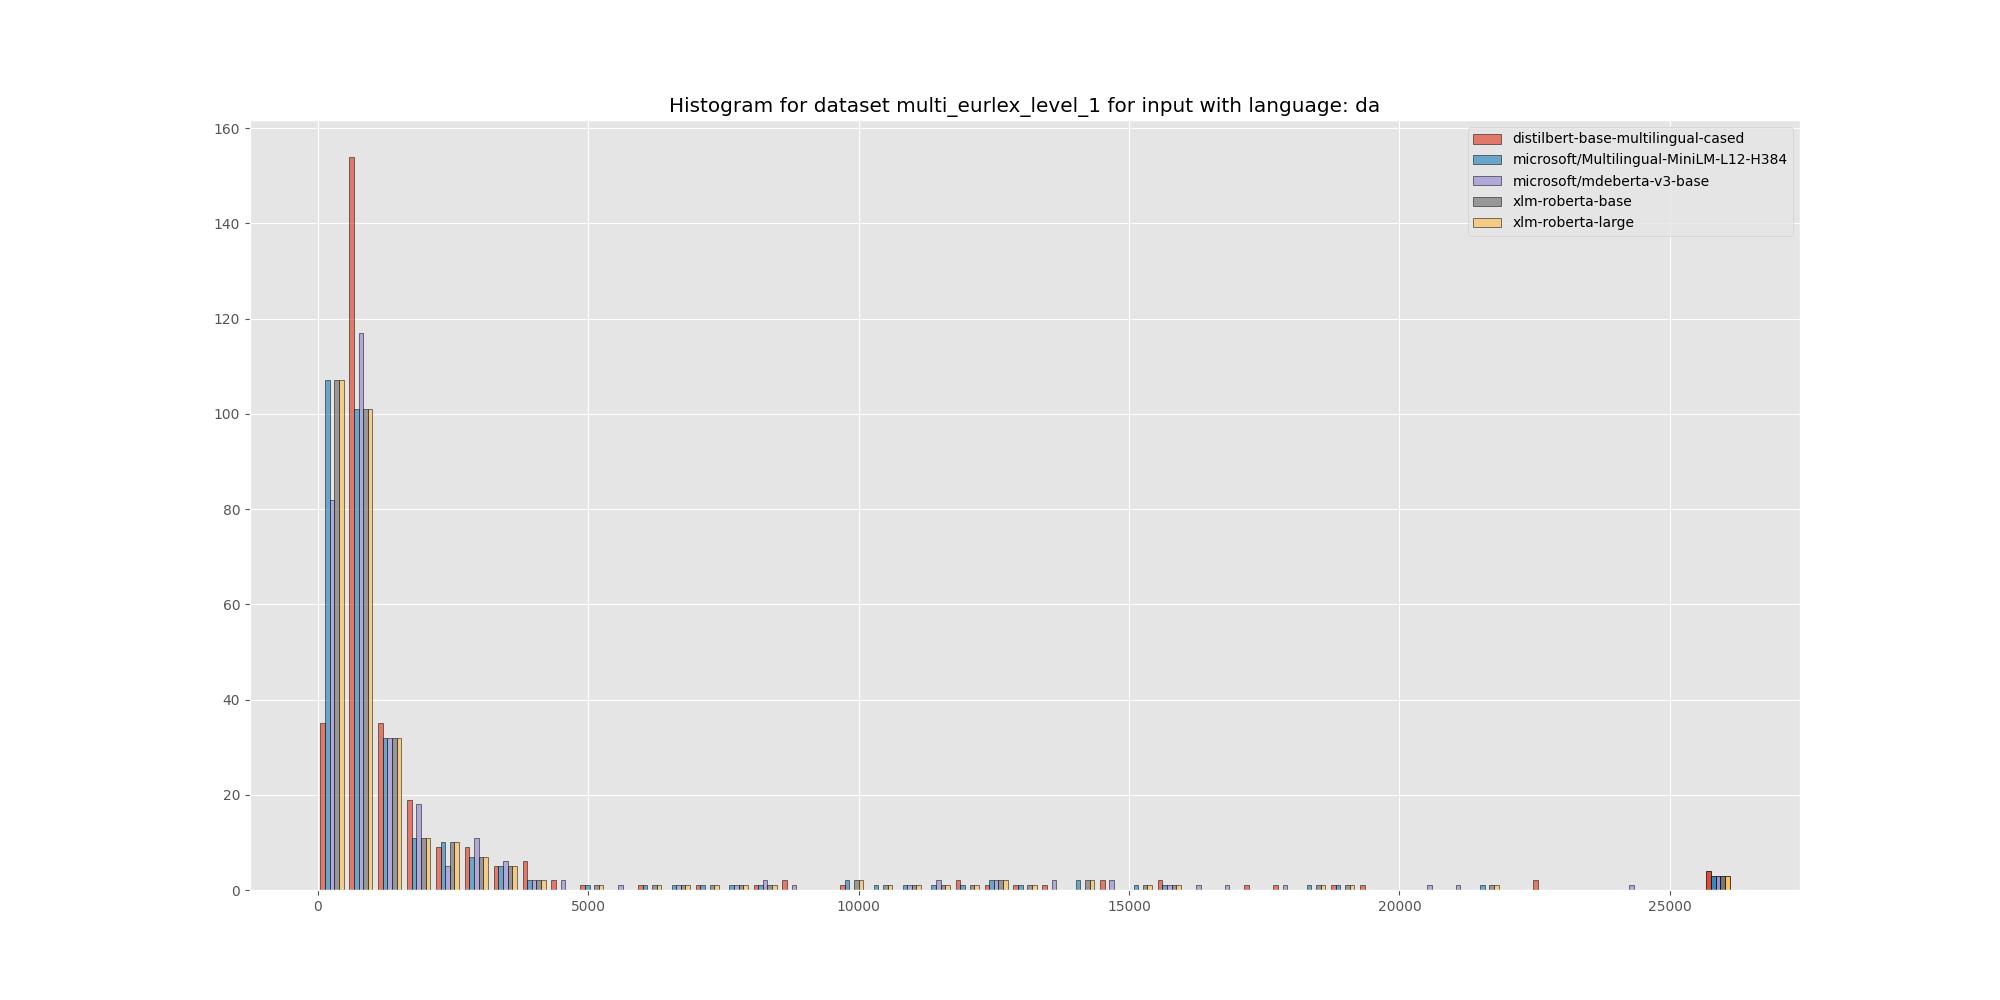 Histogram for dataset multi_eurlex_level_1 for input with language: da
160
140
120
100
80
60
40
20
0
distilbert-base-multilingual-cased
microsoft/Multilingual-MiniLM-L12-H384
microsoft/mdeberta-v3-base
xlm-roberta-base
xlm-roberta-large
0 5000 10000 15000 20000 25000